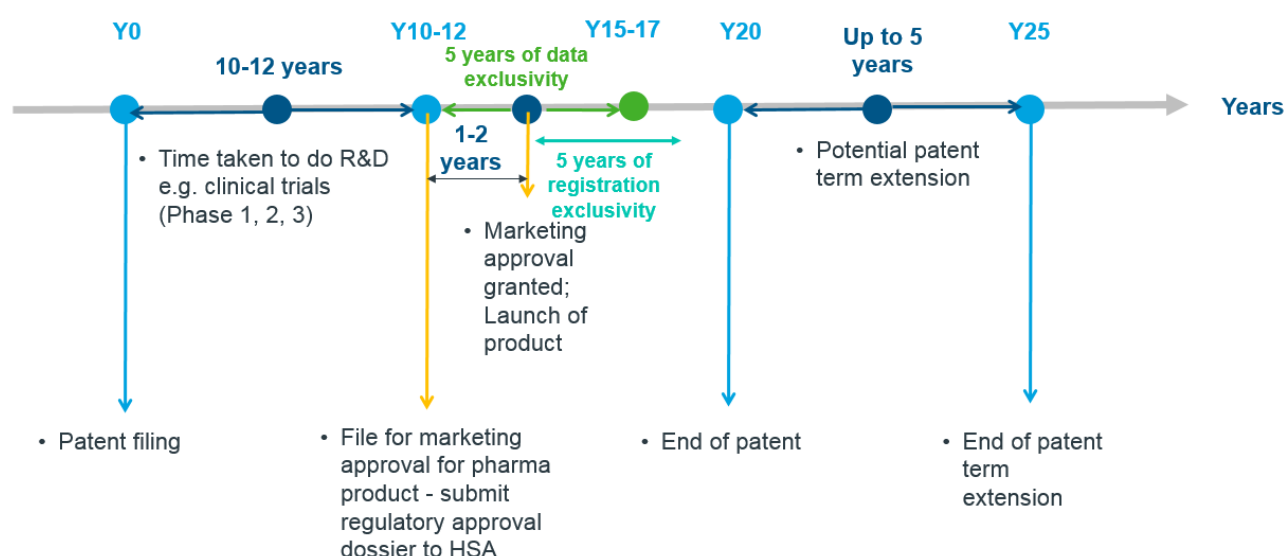 Y0
Y10-12
Y15-17
Y20
Up to 5
years
Y25
10-12 years
5 years of data
exclusivity
Years
1-2
years
5 years of
registration
exclusivity
• Time taken to do R&D
e.g. clinical trials
(Phase 1, 2, 3)
• Potential patent
term extension
• Marketing
approval
granted;
Launch of
product
• Patent filing
• File for marketing
approval for pharma
product - submit
regulatory approval
dossier to HSA
• End of patent
• End of patent
term
extension